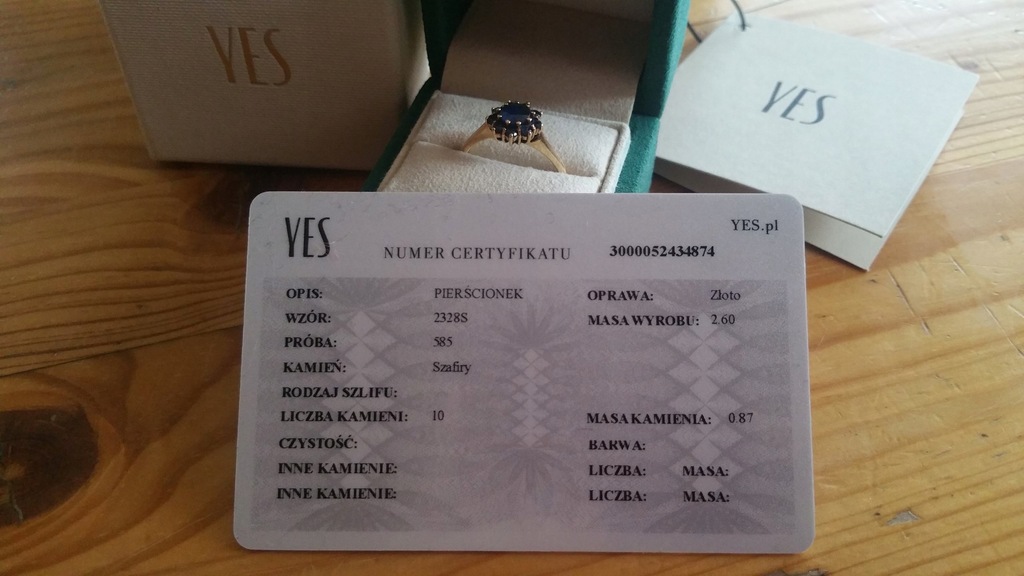 YES
YES
YES
YES.pl
NUMER CERTYFIKATU 3000052434874
OPIS: PIERŚCIONEK OPRAWA: Złoto
WZÓR: 2328S MASA WYROBU: 2.60
PRÓBA: 585
KAMIEŃ: Szafiry
RODZAJ SZLIFU:
LICZBA KAMIENI: 10 MASA KAMIENIA: 0.87
CZYSTOŚĆ: BARWA:
INNE KAMIENIE: LICZBA: MASA:
INNE KAMIENIE: LICZBA: MASA: